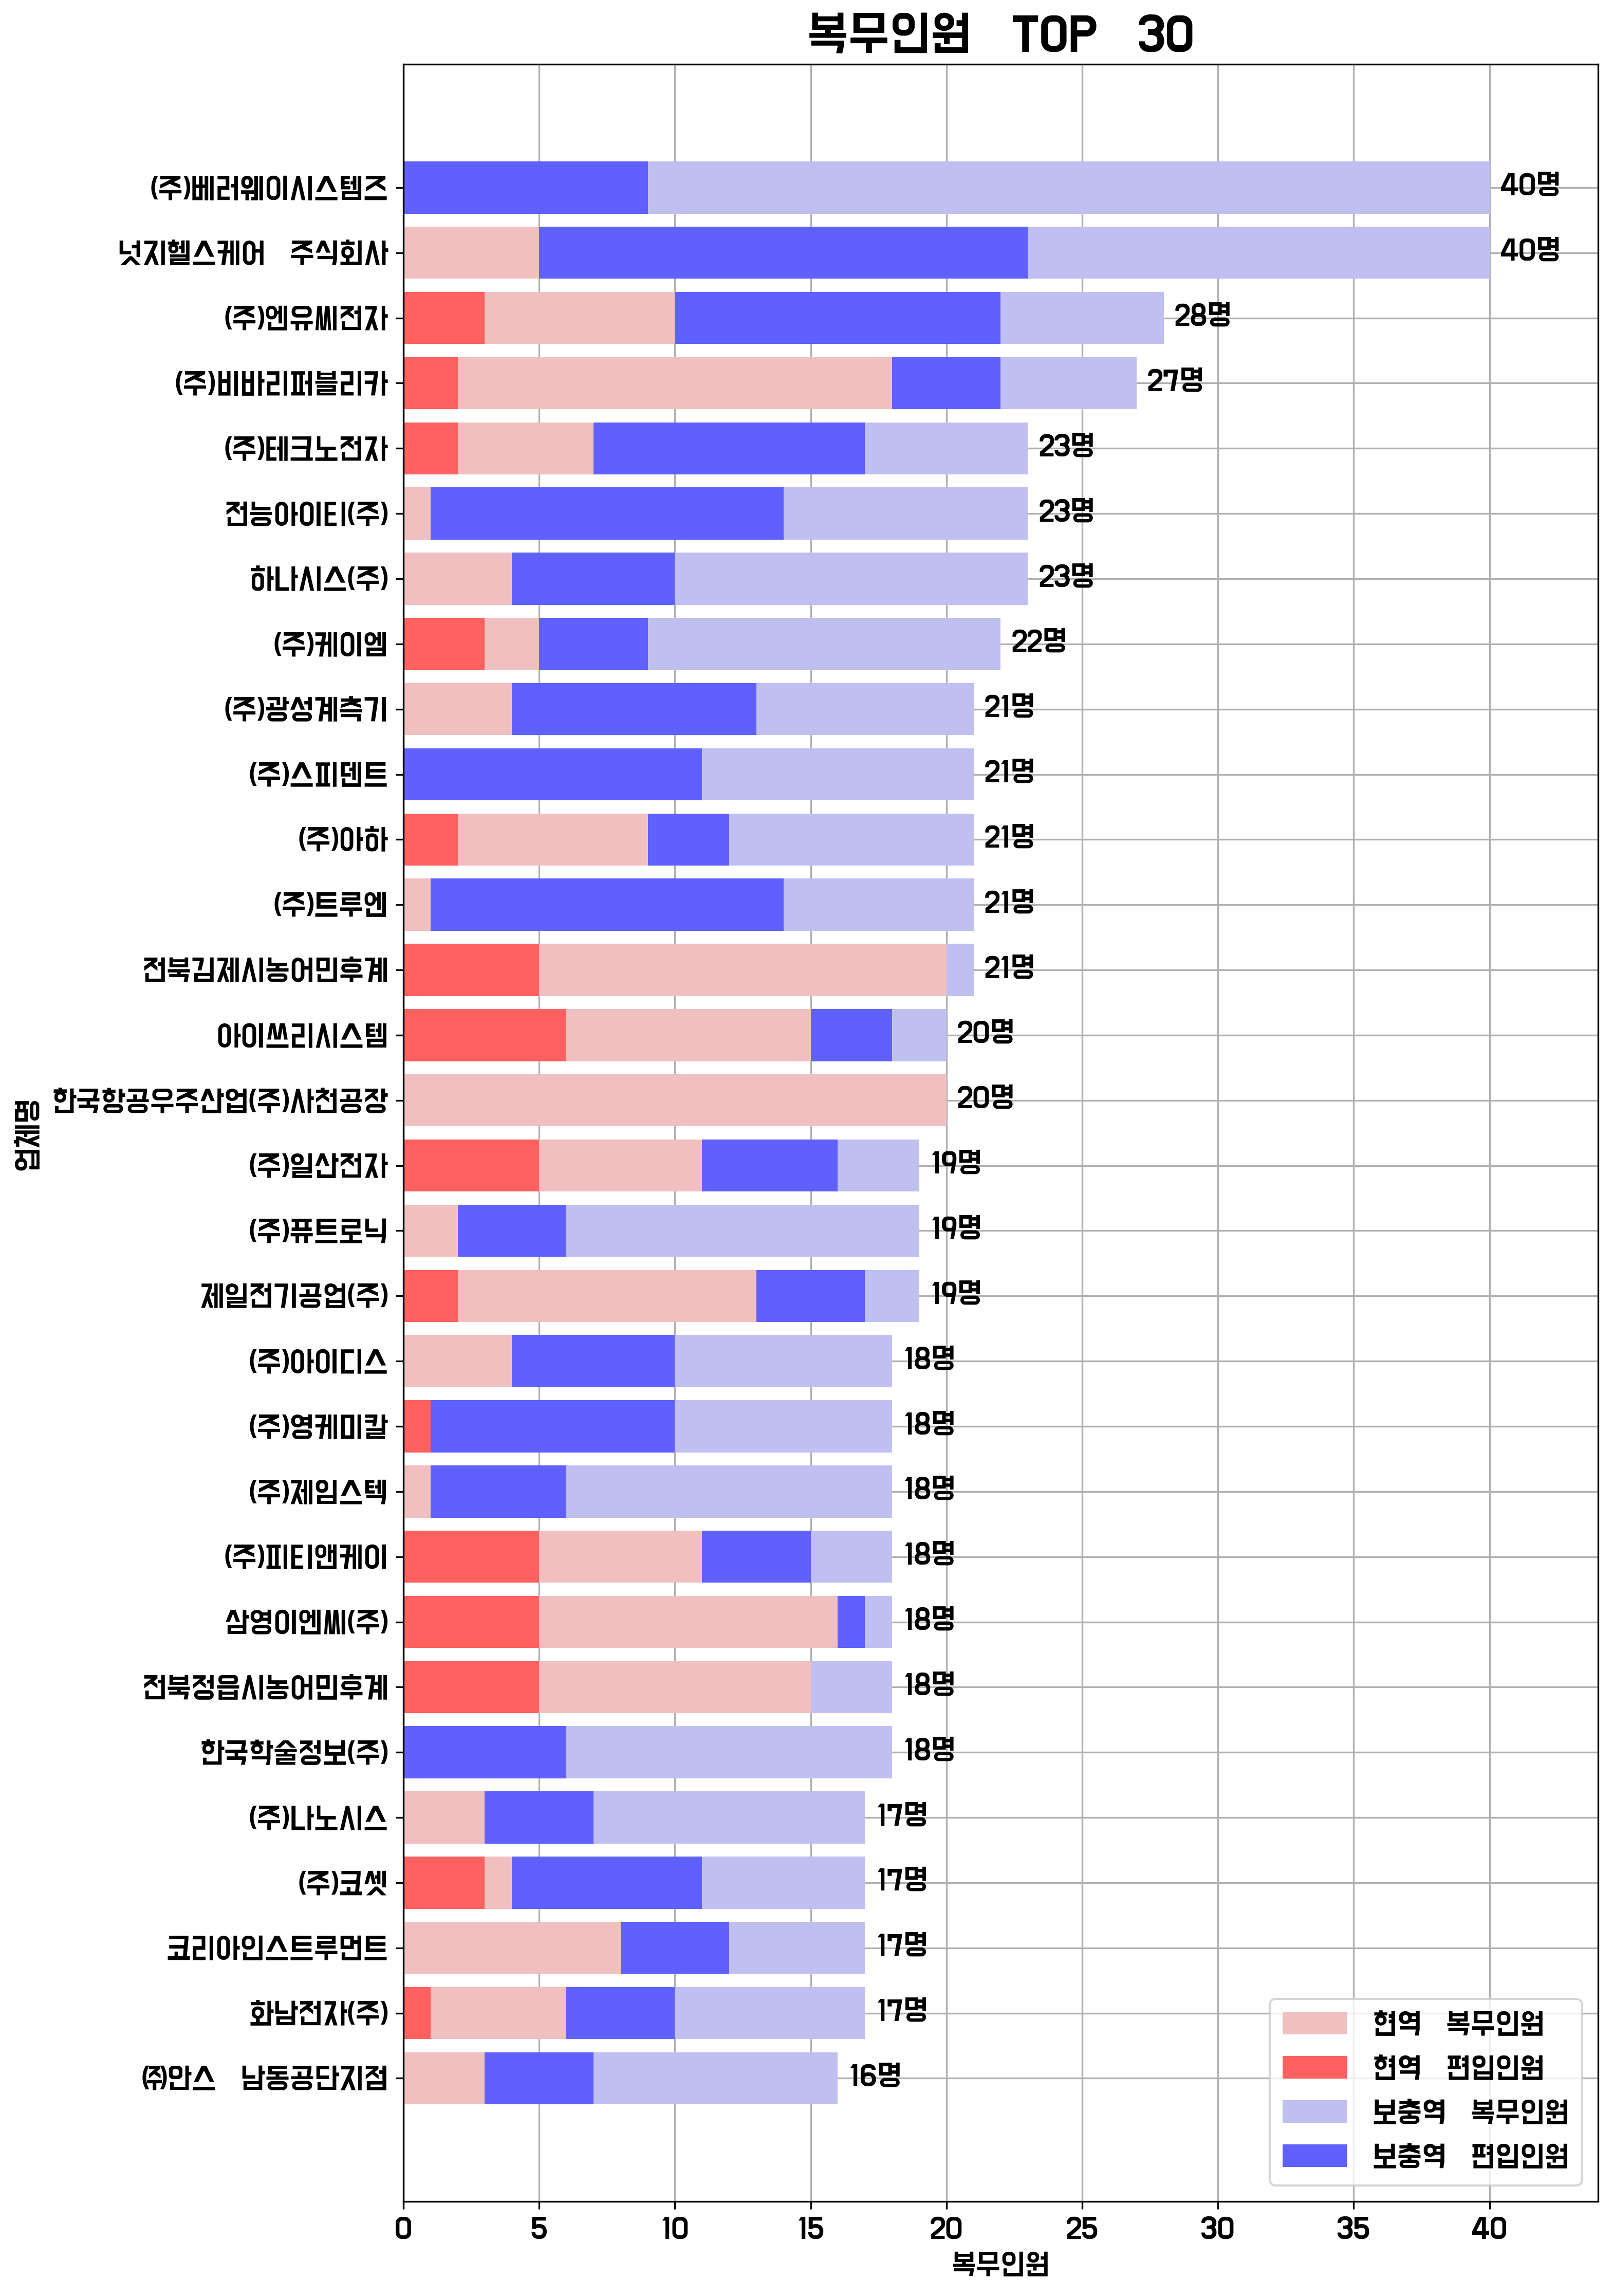 복무인원 TOP 30
(주)베러웨이시스템즈 40명
넛지헬스케어 주식회사 40명
(주)엔유씨전자 28명
(주)비바리퍼블리카 27명
(주)테크노전자 23명
전능아이티(주) 23명
하나시스(주) 23명
(주)케이엠 22명
(주)광성계측기 21명
(주)스피덴트 21명
(주)아하 21명
(주)트루엔 21명
전북김제시농어민후계 21명
아이쓰리시스템 20명
한국항공우주산업(주)사천공장 20명
업체명
(주)일산전자 19명
(주)퓨트로닉 19명
제일전기공업(주) 19명
(주)아이디스 18명
(주)영케미칼 18명
(주)제임스텍 18명
(주)피티앤케이 18명
삼영이엔씨(주) 18명
전북정읍시농어민후계 18명
한국학술정보(주) 18명
(주)나노시스 17명
(주)코셋 17명
코리아인스트루먼트 17명
화남전자(주) 17명
㈜안스 남동공단지점 16명
현역 복무인원
현역 편입인원
보충역 복무인원
보충역 편입인원
0 5 10 15 20 25 30 35 40
복무인원